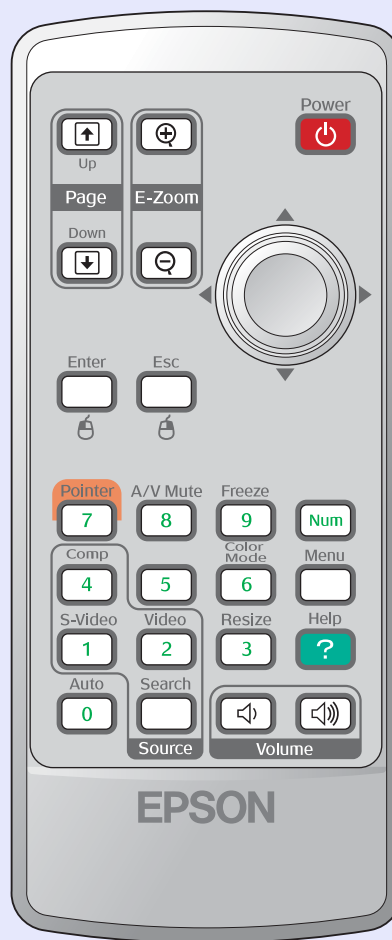 Power
Up
Page E-Zoom
Down
Enter Esc
Pointer A/V Mute Freeze
7 8 9 Num
Comp Color Mode Menu
4 5 6
S-Video Video Resize Help
1 2 3 ?
Auto Search
0
Source Volume
EPSON